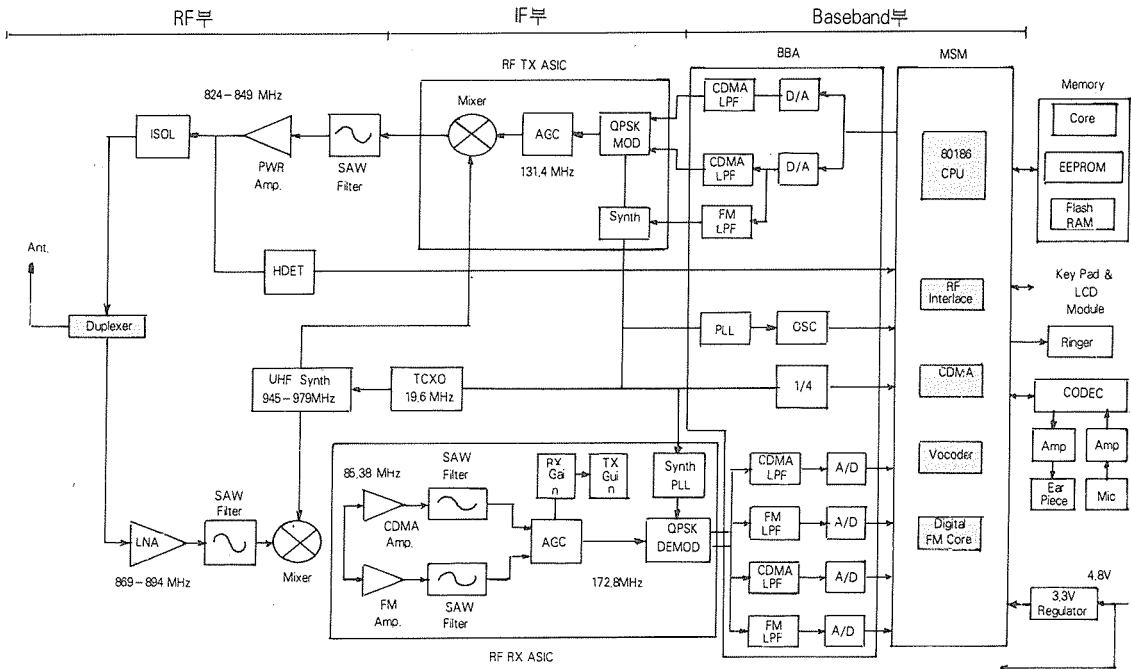 RF부
IF부
Baseband부
RF TX ASIC
BBA
MSM
824-849 MHz
Mixer
ISOL
PWR
Amp.
SAW
Filter
AGC
131.4 MHz
QPSK
MOD
Synth
CDMA
LPF
D/A
CDMA
LPF
D/A
FM
LPF
80186
CPU
Memory
Core
EEPROM
Flash
RAM
Ant.
HDET
Duplexer
RF
Interlace
Key Pad &
LCD
Module
PLL
OSC
Ringer
UHF Synth
945-979MHz
TCXO
19.6 MHz
1/4
CDMA
CODEC
Amp
Amp
Ear
Piece
Mic
85.38 MHz
SAW
Filter
RX
Gai
n
TX
Gui
n
Synth
PLL
CDMA
LPF
A/D
Vocoder
CDMA
Amp.
AGC
QPSK
DEMOD
FM
LPF
A/D
Digital
FM Core
SAW
Filter
LNA
869-894 MHz
Mixer
172.8MHz
CDMA
LPF
A/D
FM
Amp.
SAW
Filter
FM
LPF
A/D
4.8V
3.3V
Regulator
RF RX ASIC